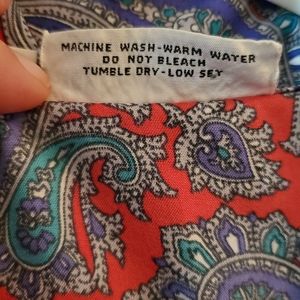 MACHINE WASH-WARM WATER
DO NOT BLEACH
TUMBLE DRY-LOW SET